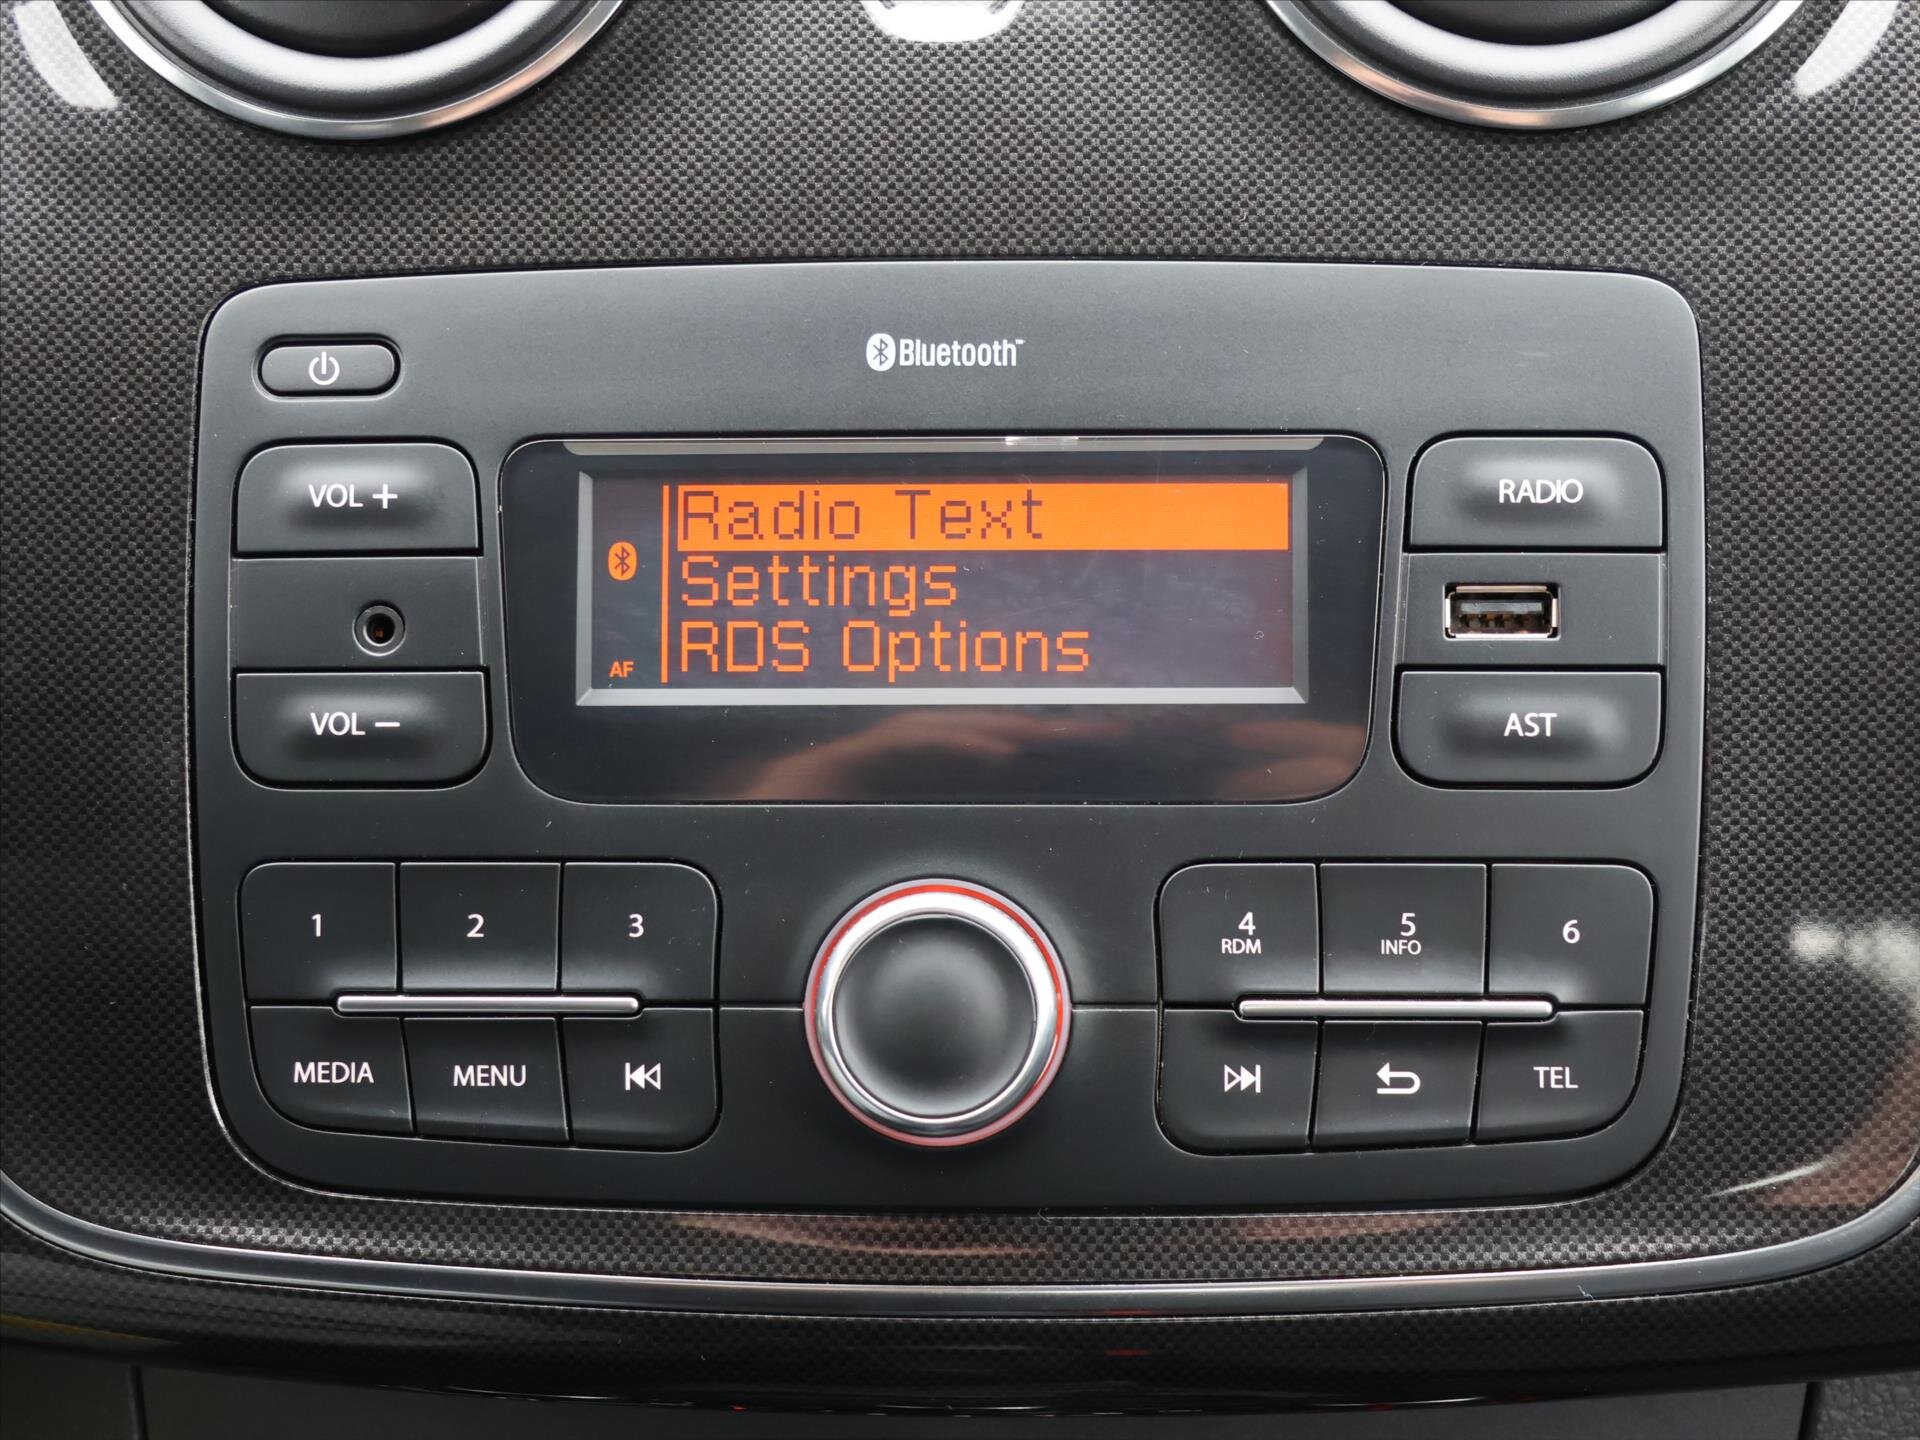 Bluetooth™
VOL +
RADIO
Radio Text
Settings
RDS Options
AF
VOL −
AST
1
2
3
4
RDM
5
INFO
6
MEDIA
MENU
TEL